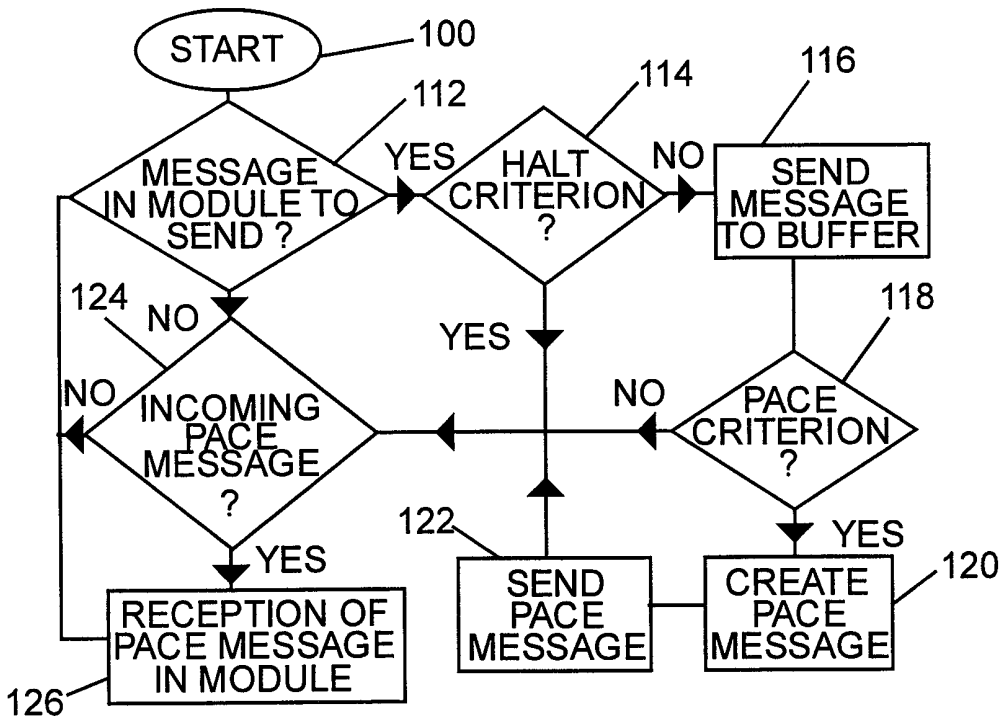 START
100
112
114
116
MESSAGE
IN MODULE TO
SEND ?
YES
HALT
CRITERION
?
NO
SEND
MESSAGE
TO BUFFER
124
NO
YES
118
NO
INCOMING
PACE
MESSAGE
?
NO
PACE
CRITERION
?
YES
122
YES
RECEPTION OF
PACE MESSAGE
IN MODULE
SEND
PACE
MESSAGE
CREATE
PACE
MESSAGE
120
126